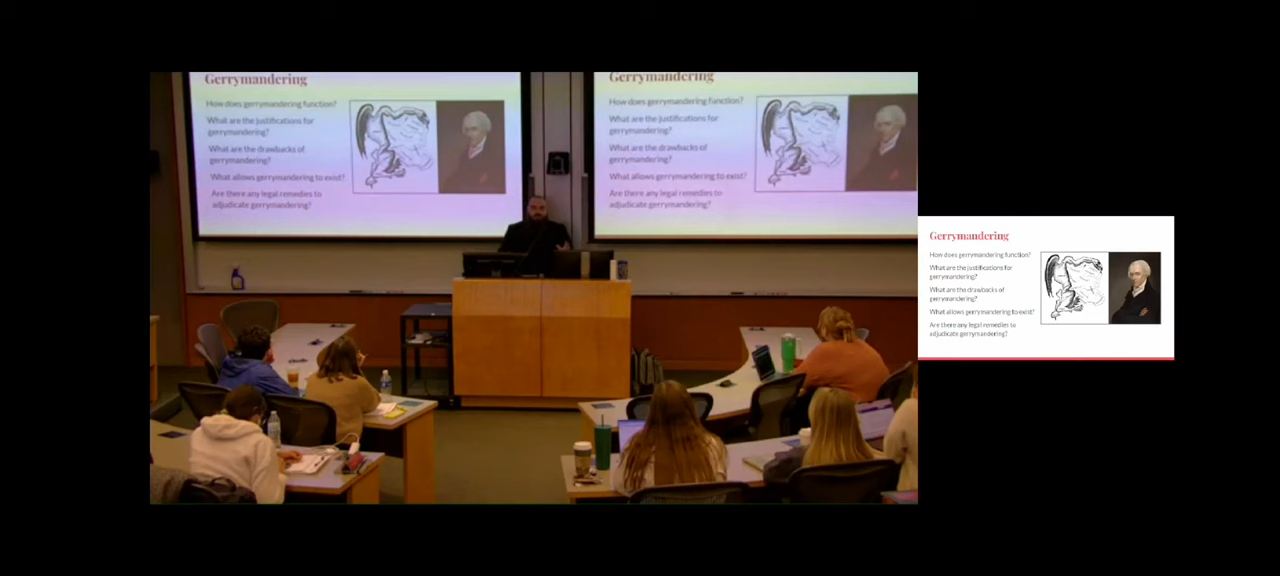 Gerrymandering
How does gerrymandering function?
What are the justifications for
gerrymandering?
What are the drawbacks of
gerrymandering?
What allows gerrymandering to exist?
Are there any legal remedies to
adjudicate gerrymandering?
Gerrymandering
How does gerrymandering function?
What are the justifications for
gerrymandering?
What are the drawbacks of
gerrymandering?
What allows gerrymandering to exist?
Are there any legal remedies to
adjudicate gerrymandering?
Gerrymandering
How does gerrymandering function?
What are the justifications for
gerrymandering?
What are the drawbacks of
gerrymandering?
What allows gerrymandering to exist?
Are there any legal remedies to
adjudicate gerrymandering?